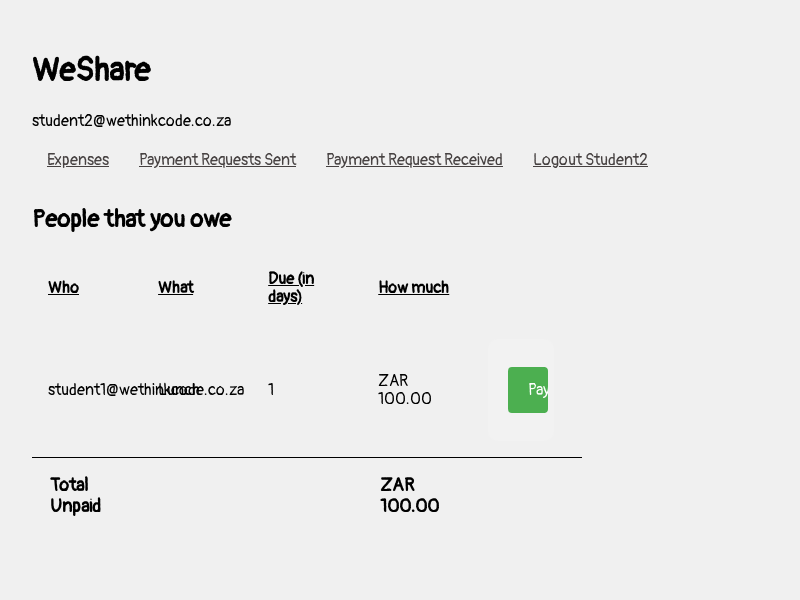 WeShare
student2@wethinkcode.co.za
Expenses Payment Requests Sent Payment Request Received Logout Student2
People that you owe
Who What Due (in days) How much
student1@wethinkcode.co.za Lunch 1 ZAR 100.00 Pay
Total Unpaid ZAR 100.00